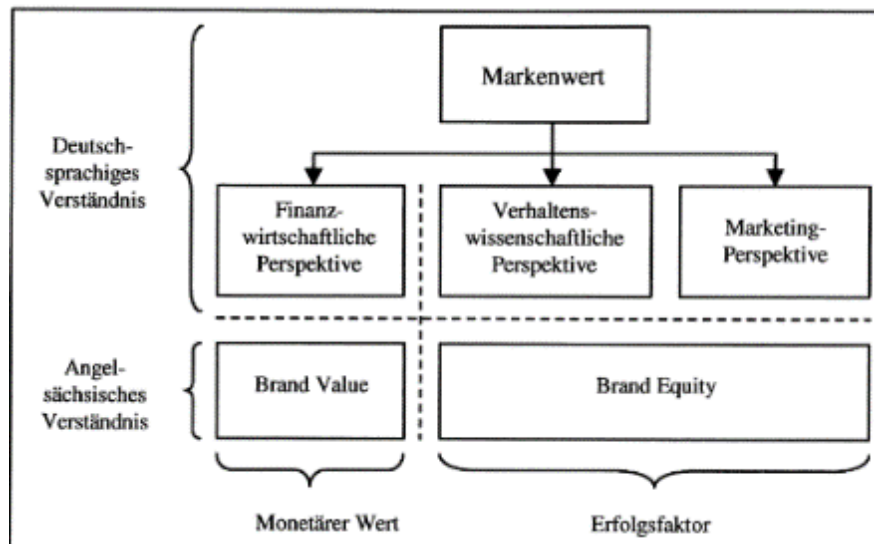 Markenwert
Deutsch-
sprachiges
Verständnis
Finanz-
wirtschaftliche
Perspektive
Verhaltens-
wissenschaftliche
Perspektive
Marketing-
Perspektive
Angel-
sächsisches
Verständnis
Brand Value
Brand Equity
Monetärer Wert
Erfolgsfaktor